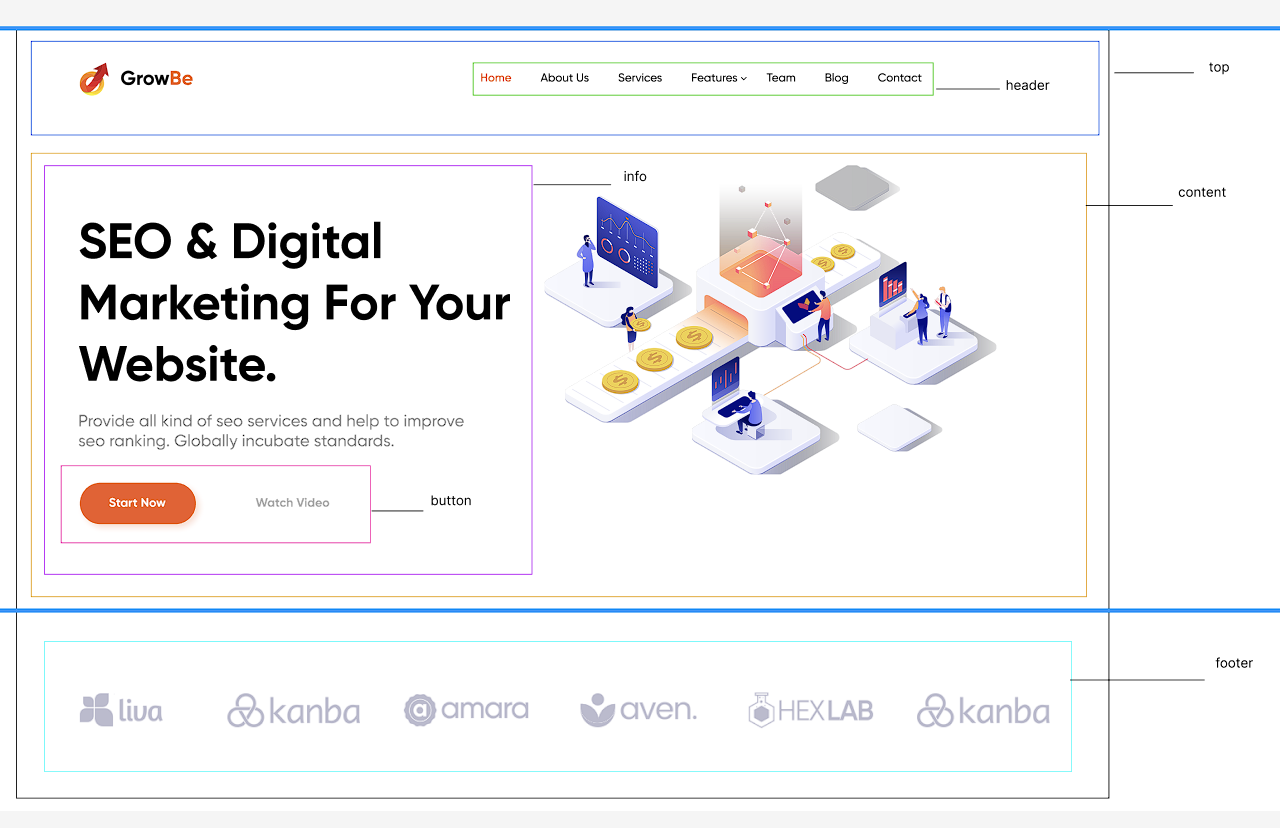 top
GrowBe
Home About Us Services Features Team Blog Contact
header
info
content
SEO & Digital
Marketing For Your
Website.
Provide all kind of seo services and help to improve
seo ranking. Globally incubate standards.
Start Now Watch Video
button
footer
liva kanba amara aven. HEXLAB kanba